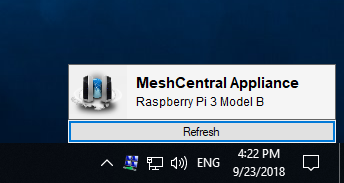 MeshCentral Appliance
Raspberry Pi 3 Model B
Refresh
ENG
4:22 PM
9/23/2018